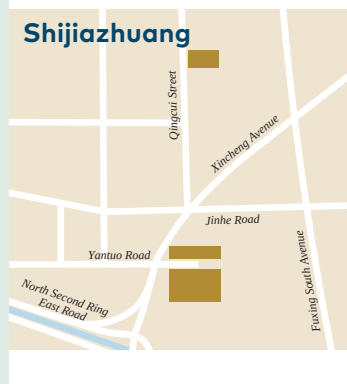 Shijiazhuang
Qingcui Street
Xincheng Avenue
Jinhe Road
Yantuo Road
Fuxing South Avenue
North Second Ring
East Road